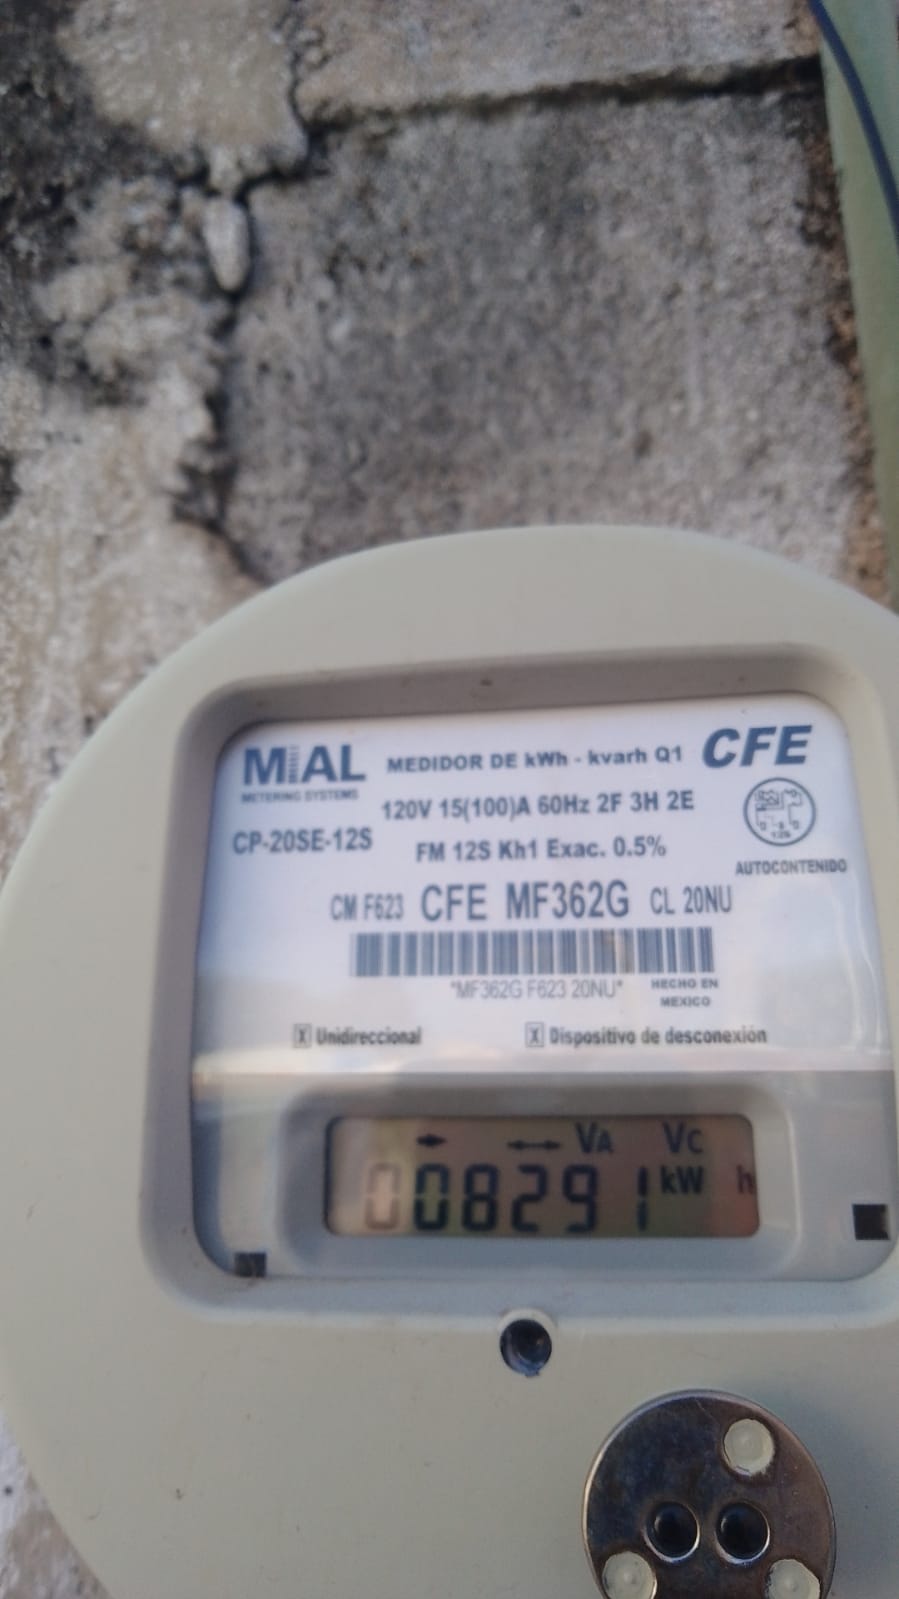 MIAL
METERING SYSTEMS
MEDIDOR DE kWh - kvarh Q1
CFE
120V 15(100)A 60Hz 2F 3H 2E
CP-20SE-12S
FM 12S Kh1 Exac. 0.5%
12S
AUTOCONTENIDO
CM F623 CFE MF362G CL 20NU
*MF362G F623 20NU*
HECHO EN
MEXICO
X Unidireccional
X Dispositivo de desconexión
VA VC
008291 kW h